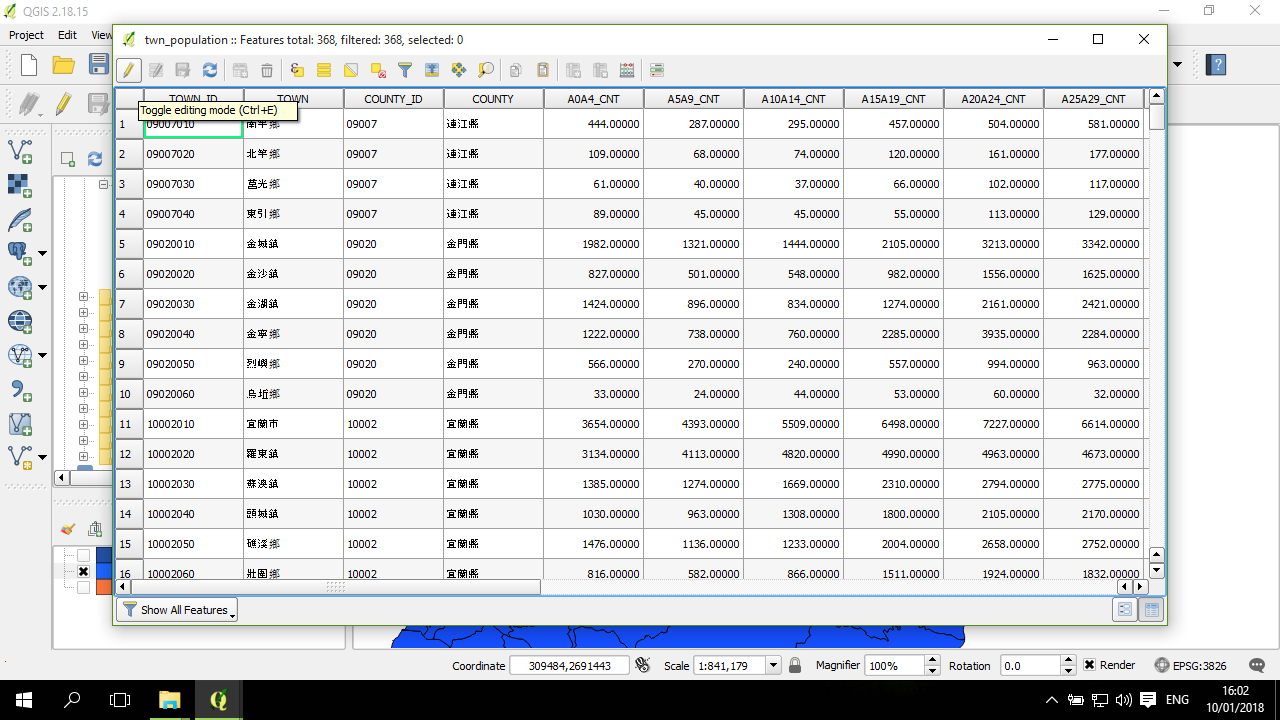 QGIS 2.18.15
Project Edit View
twn_population :: Features total: 368, filtered: 368, selected: 0
TOWN_ID TOWN COUNTY_ID COUNTY A0A4_CNT A5A9_CNT A10A14_CNT A15A19_CNT A20A24_CNT A25A29_CNT
Toggle editing mode (Ctrl+E)
1 09007010 南竿鄉 09007 連江縣 444.00000 287.00000 295.00000 457.00000 504.00000 581.00000
2 09007020 北竿鄉 09007 連江縣 109.00000 68.00000 74.00000 120.00000 161.00000 177.00000
3 09007030 莒光鄉 09007 連江縣 61.00000 40.00000 37.00000 66.00000 102.00000 117.00000
4 09007040 東引鄉 09007 連江縣 89.00000 45.00000 45.00000 55.00000 113.00000 129.00000
5 09020010 金城鎮 09020 金門縣 1982.00000 1321.00000 1444.00000 2105.00000 3213.00000 3342.00000
6 09020020 金沙鎮 09020 金門縣 827.00000 501.00000 548.00000 982.00000 1556.00000 1625.00000
7 09020030 金湖鎮 09020 金門縣 1424.00000 896.00000 834.00000 1274.00000 2161.00000 2421.00000
8 09020040 金寧鄉 09020 金門縣 1222.00000 738.00000 760.00000 2285.00000 3935.00000 2284.00000
9 09020050 烈嶼鄉 09020 金門縣 566.00000 270.00000 240.00000 557.00000 994.00000 963.00000
10 09020060 烏坵鄉 09020 金門縣 33.00000 24.00000 44.00000 53.00000 60.00000 32.00000
11 10002010 宜蘭市 10002 宜蘭縣 3654.00000 4393.00000 5509.00000 6498.00000 7227.00000 6614.00000
12 10002020 羅東鎮 10002 宜蘭縣 3134.00000 4113.00000 4820.00000 4990.00000 4963.00000 4673.00000
13 10002030 蘇澳鎮 10002 宜蘭縣 1385.00000 1274.00000 1669.00000 2310.00000 2794.00000 2775.00000
14 10002040 頭城鎮 10002 宜蘭縣 1030.00000 963.00000 1308.00000 1800.00000 2105.00000 2170.00000
15 10002050 礁溪鄉 10002 宜蘭縣 1476.00000 1136.00000 1233.00000 2004.00000 2658.00000 2752.00000
16 10002060 壯圍鄉 10002 宜蘭縣 816.00000 582.00000 866.00000 1511.00000 1924.00000 1832.00000
Show All Features
Coordinate 309484,2691443 Scale 1:841,179 Magnifier 100% Rotation 0.0 Render EPSG:3826
ENG
16:02
10/01/2018